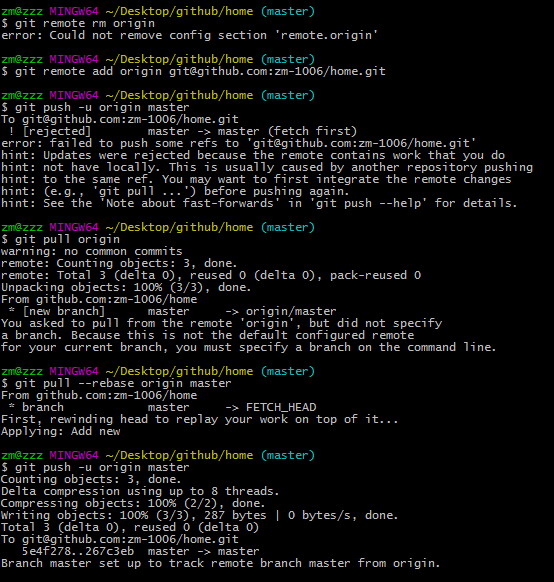 zm@zzz MINGW64 ~/Desktop/github/home (master)
$ git remote rm origin
error: Could not remove config section 'remote.origin'
zm@zzz MINGW64 ~/Desktop/github/home (master)
$ git remote add origin git@github.com:zm-1006/home.git
zm@zzz MINGW64 ~/Desktop/github/home (master)
$ git push -u origin master
To git@github.com:zm-1006/home.git
 ! [rejected]        master -> master (fetch first)
error: failed to push some refs to 'git@github.com:zm-1006/home.git'
hint: Updates were rejected because the remote contains work that you do
hint: not have locally. This is usually caused by another repository pushing
hint: to the same ref. You may want to first integrate the remote changes
hint: (e.g., 'git pull ...') before pushing again.
hint: See the 'Note about fast-forwards' in 'git push --help' for details.
zm@zzz MINGW64 ~/Desktop/github/home (master)
$ git pull origin
warning: no common commits
remote: Counting objects: 3, done.
remote: Total 3 (delta 0), reused 0 (delta 0), pack-reused 0
Unpacking objects: 100% (3/3), done.
From github.com:zm-1006/home
 * [new branch]      master     -> origin/master
You asked to pull from the remote 'origin', but did not specify
a branch. Because this is not the default configured remote
for your current branch, you must specify a branch on the command line.
zm@zzz MINGW64 ~/Desktop/github/home (master)
$ git pull --rebase origin master
From github.com:zm-1006/home
 * branch            master     -> FETCH_HEAD
First, rewinding head to replay your work on top of it...
Applying: Add new
zm@zzz MINGW64 ~/Desktop/github/home (master)
$ git push -u origin master
Counting objects: 3, done.
Delta compression using up to 8 threads.
Compressing objects: 100% (2/2), done.
Writing objects: 100% (3/3), 287 bytes | 0 bytes/s, done.
Total 3 (delta 0), reused 0 (delta 0)
To git@github.com:zm-1006/home.git
   5e4f278..267c3eb  master -> master
Branch master set up to track remote branch master from origin.